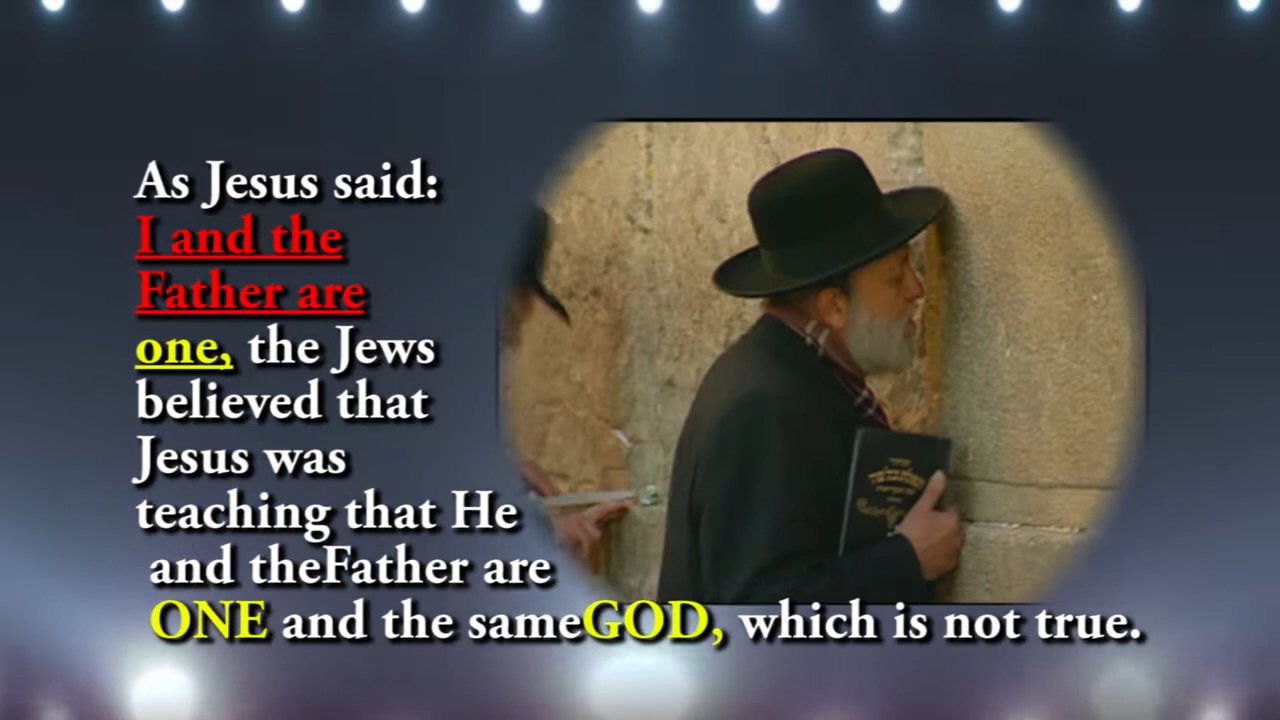 As Jesus said:
I and the
Father are
one, the Jews
believed that
Jesus was
teaching that He
and theFather are
ONE and the sameGOD, which is not true.